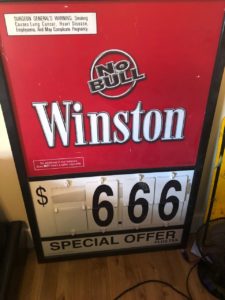 SURGEON GENERAL'S WARNING: Smoking
Causes Lung Cancer, Heart Disease,
Emphysema, And May Complicate Pregnancy.
NO
BULL
Winston
$ 6.66
SPECIAL OFFER